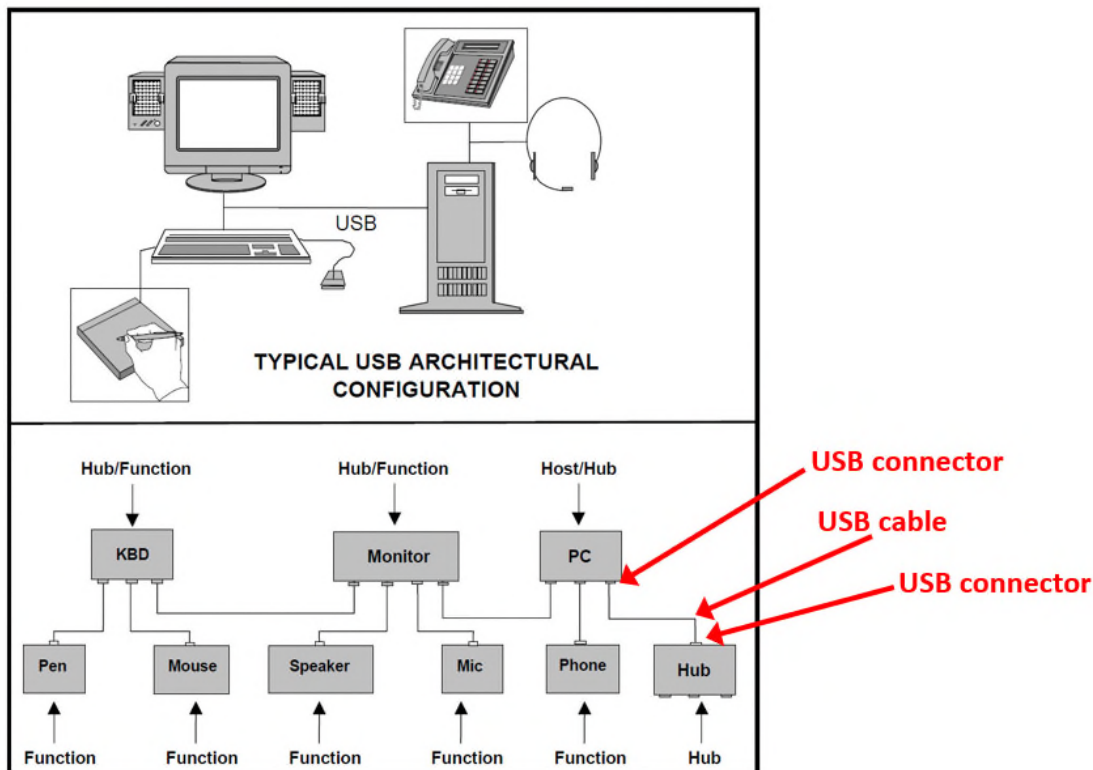 USB
TYPICAL USB ARCHITECTURAL
CONFIGURATION
Hub/Function
Hub/Function
Host/Hub
USB connector
USB cable
USB connector
KBD
Monitor
PC
Pen
Mouse
Speaker
Mic
Phone
Hub
Function
Function
Function
Function
Function
Hub